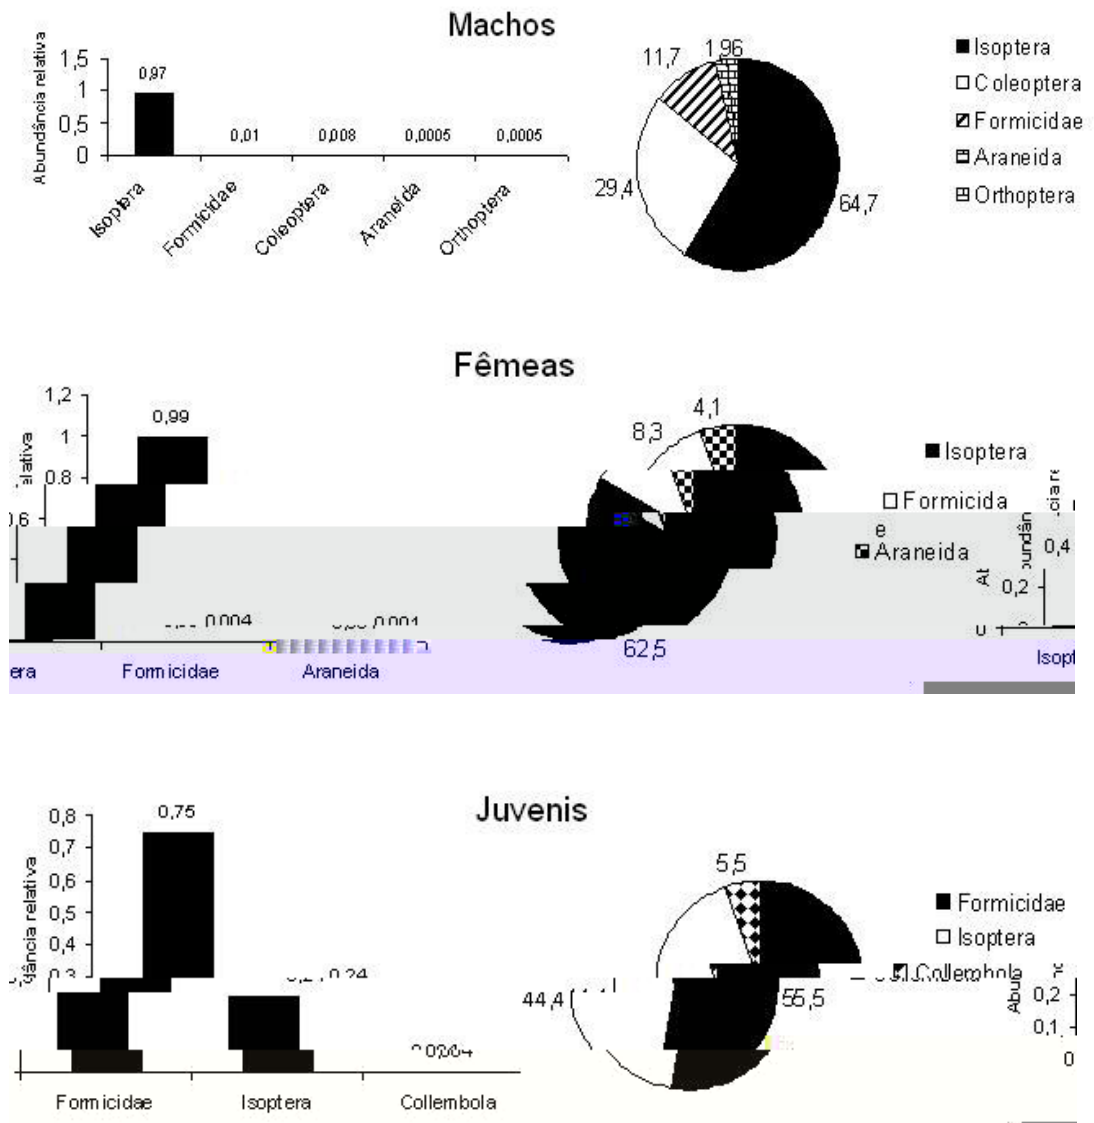 Machos
Abundância relativa
1,5
1
0,5
0
0,97
0,01
0,008
0,0005
0,0005
Isoptera
Formicidae
Coleoptera
Araneida
Orthoptera
11,7
1,96
29,4
64,7
Isoptera
Coleoptera
Formicidae
Araneida
Orthoptera
Fêmeas
1,2
1
0,8
0,99
0,004
0,001
Formicidae
Araneida
8,3
4,1
62,5
Isoptera
Formicida
e
Araneida
0,4
0,2
Juvenis
0,8
0,7
0,6
0,5
0,4
0,75
0,24
Formicidae
Isoptera
Collembola
5,5
44,4
55,5
Formicidae
Isoptera
Collembola
0,2
0,1
0